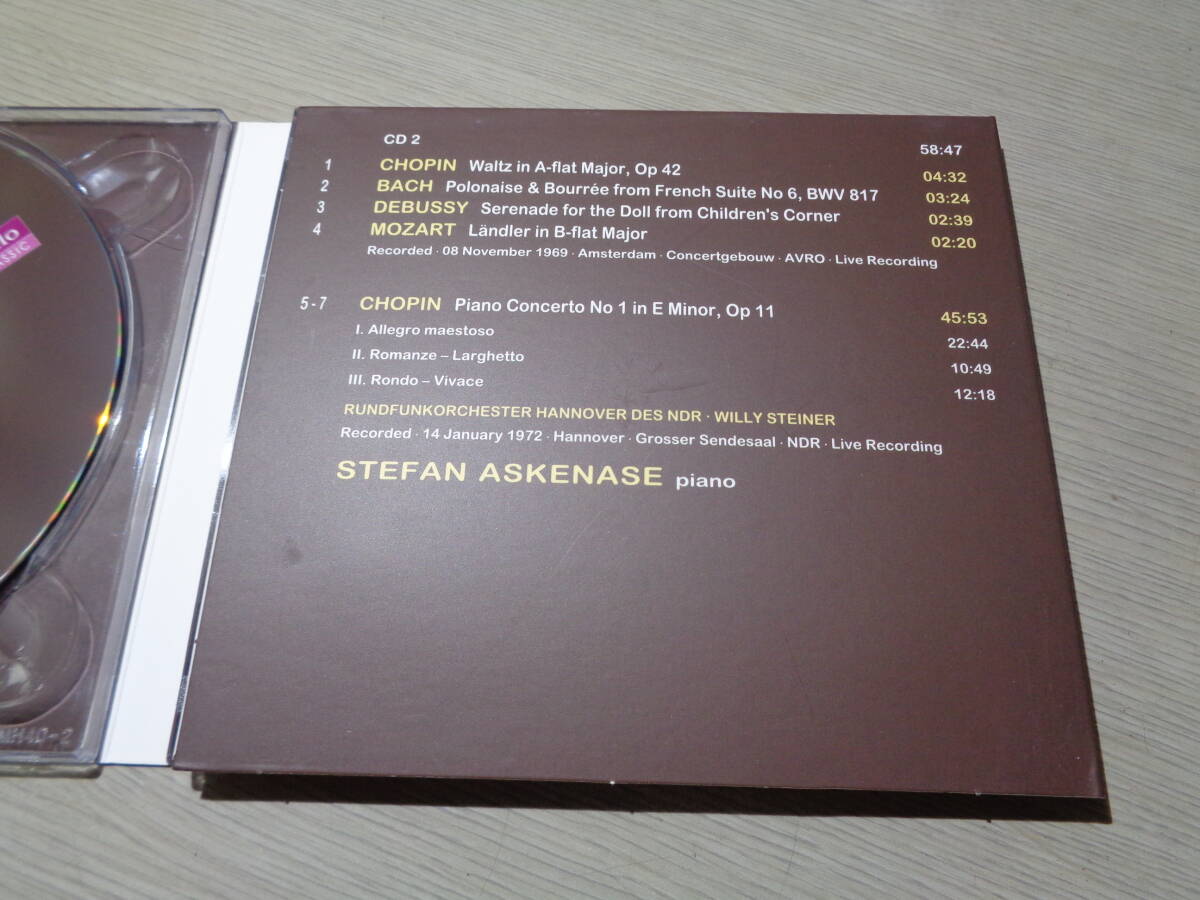 CD 2 58:47
1 CHOPIN Waltz in A-flat Major, Op 42 04:32
2 BACH Polonaise & Bourrée from French Suite No 6, BWV 817 03:24
3 DEBUSSY Serenade for the Doll from Children's Corner 02:39
4 MOZART Ländler in B-flat Major 02:20
Recorded · 08 November 1969 · Amsterdam · Concertgebouw · AVRO · Live Recording
5-7 CHOPIN Piano Concerto No 1 in E Minor, Op 11 45:53
I. Allegro maestoso 22:44
II. Romanze – Larghetto 10:49
III. Rondo – Vivace 12:18
RUNDFUNKORCHESTER HANNOVER DES NDR · WILLY STEINER
Recorded · 14 January 1972 · Hannover · Grosser Sendesaal · NDR · Live Recording
STEFAN ASKENASE piano